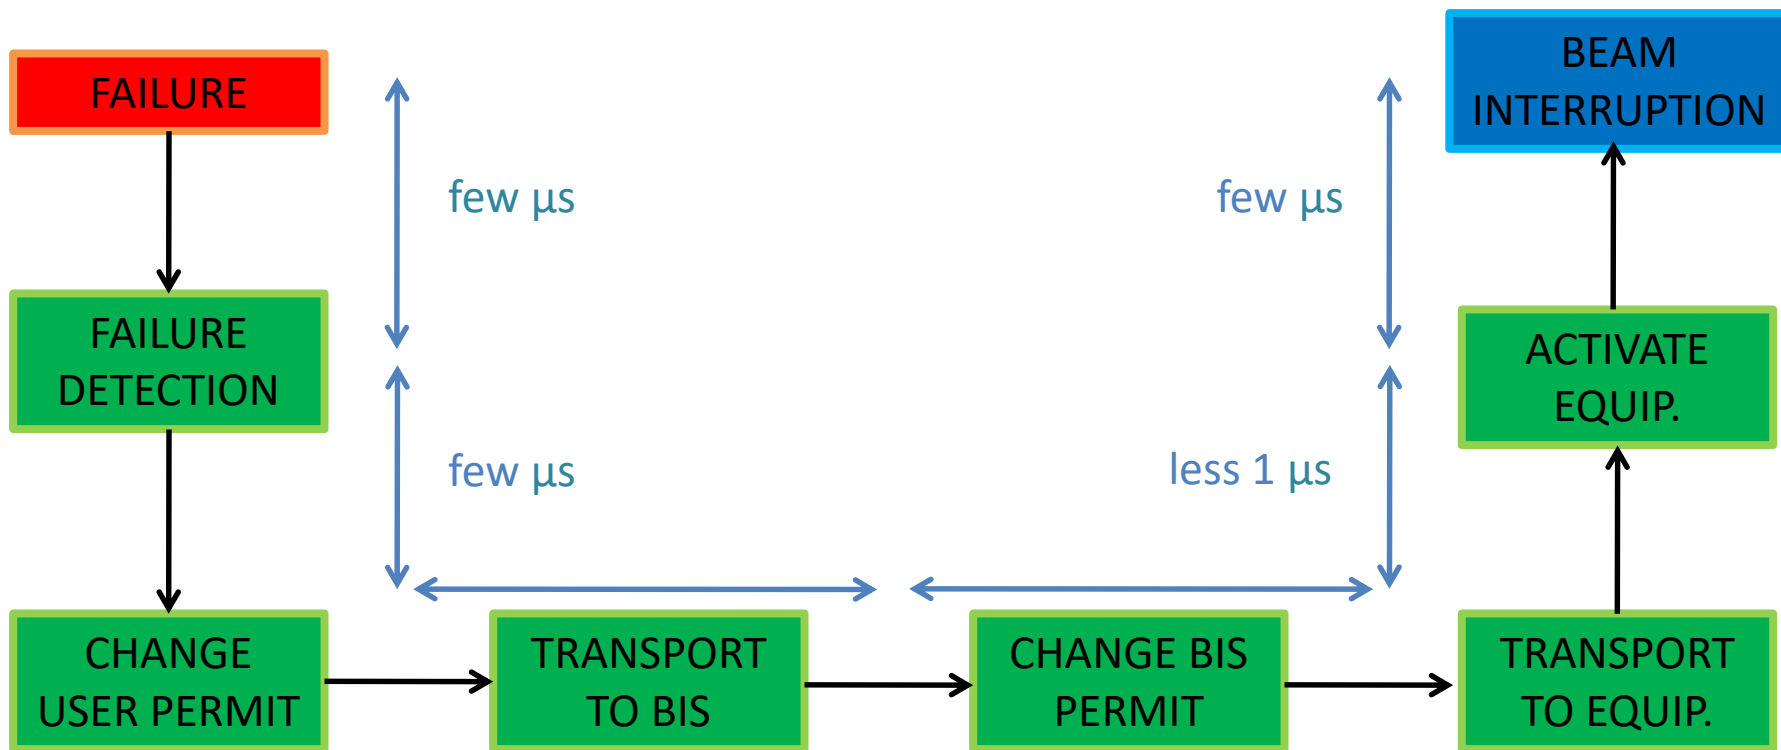 FAILURE
few µs
FAILURE
DETECTION
few µs
CHANGE
USER PERMIT
TRANSPORT
TO BIS
CHANGE BIS
PERMIT
TRANSPORT
TO EQUIP.
less 1 µs
ACTIVATE
EQUIP.
few µs
BEAM
INTERRUPTION